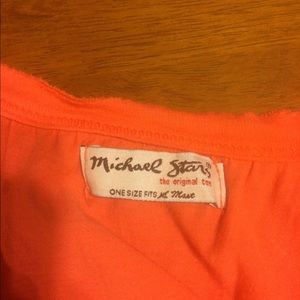 Michael Stars
the original tee
ONE SIZE FITS Most